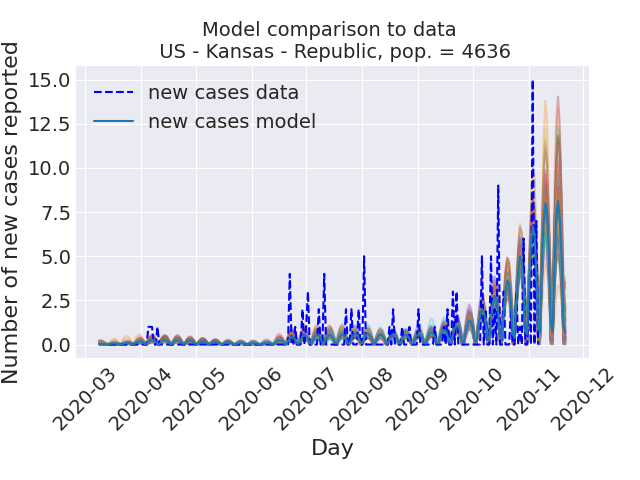 Model comparison to data
US - Kansas - Republic, pop. = 4636
Number of new cases reported
15.0
12.5
10.0
7.5
5.0
2.5
0.0
new cases data
new cases model
2020-03
2020-04
2020-05
2020-06
2020-07
2020-08
2020-09
2020-10
2020-11
2020-12
Day